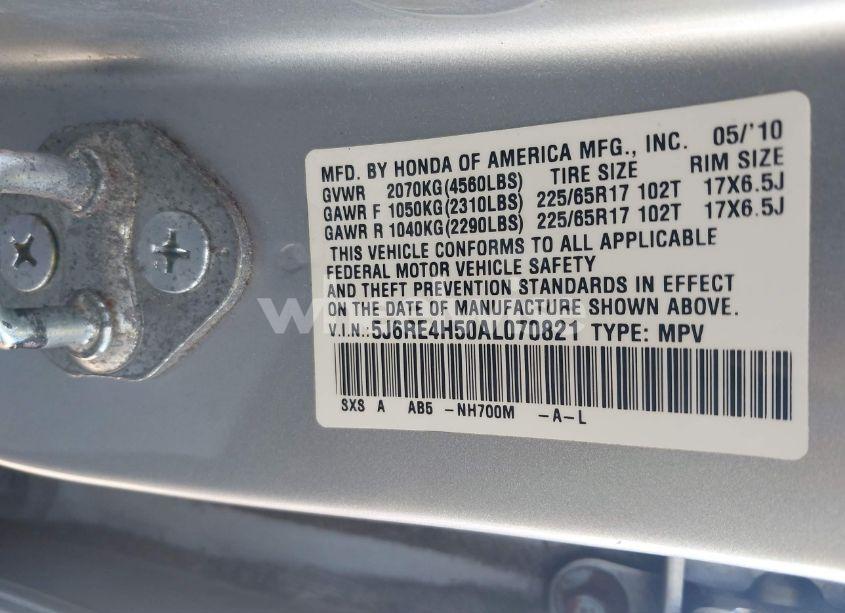 MFD. BY HONDA OF AMERICA MFG., INC. 05/'10
GVWR 2070KG(4560LBS) TIRE SIZE RIM SIZE
GAWR F 1050KG(2310LBS) 225/65R17 102T 17X6.5J
GAWR R 1040KG(2290LBS) 225/65R17 102T 17X6.5J
THIS VEHICLE CONFORMS TO ALL APPLICABLE
FEDERAL MOTOR VEHICLE SAFETY
AND THEFT PREVENTION STANDARDS IN EFFECT
ON THE DATE OF MANUFACTURE SHOWN ABOVE.
V.I.N.:5J6RE4H50AL070821 TYPE: MPV
SXS A AB5 -NH700M -A-L